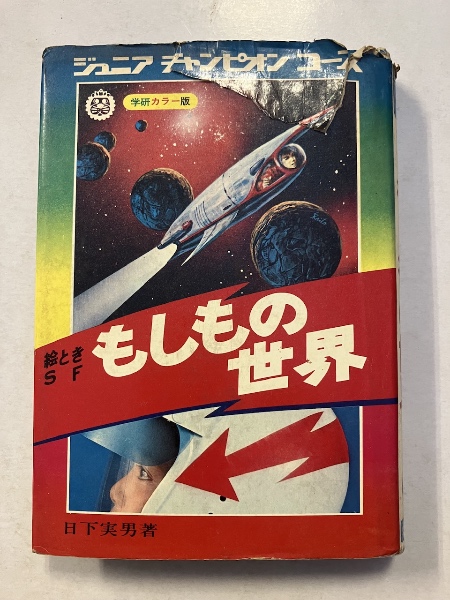 ジュニア チャンピオン コース
学研カラー版
絵とき
SF
もしもの
世界
日下実男著